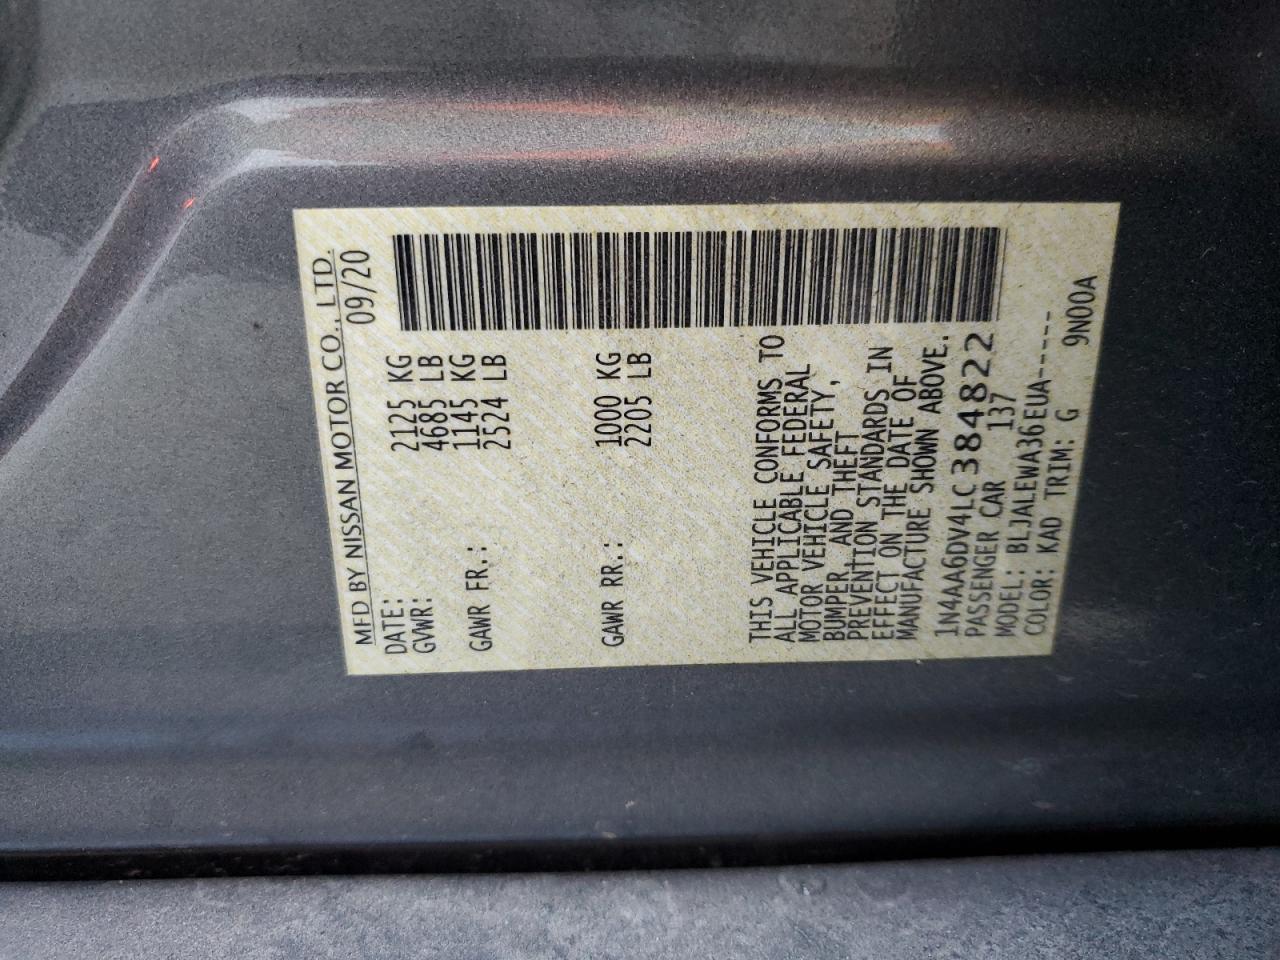 MFD BY NISSAN MOTOR CO., LTD.
DATE: 09/20
GVWR: 2125 KG
4685 LB
GAWR FR.: 1145 KG
2524 LB
GAWR RR.: 1000 KG
2205 LB
THIS VEHICLE CONFORMS TO
ALL APPLICABLE FEDERAL
MOTOR VEHICLE SAFETY,
BUMPER, AND THEFT
PREVENTION STANDARDS IN
EFFECT ON THE DATE OF
MANUFACTURE SHOWN ABOVE.
1N4AA6DV4LC384822
PASSENGER CAR 137
MODEL: BLJALEWA36EUA-----
COLOR: KAD TRIM: G 9N00A